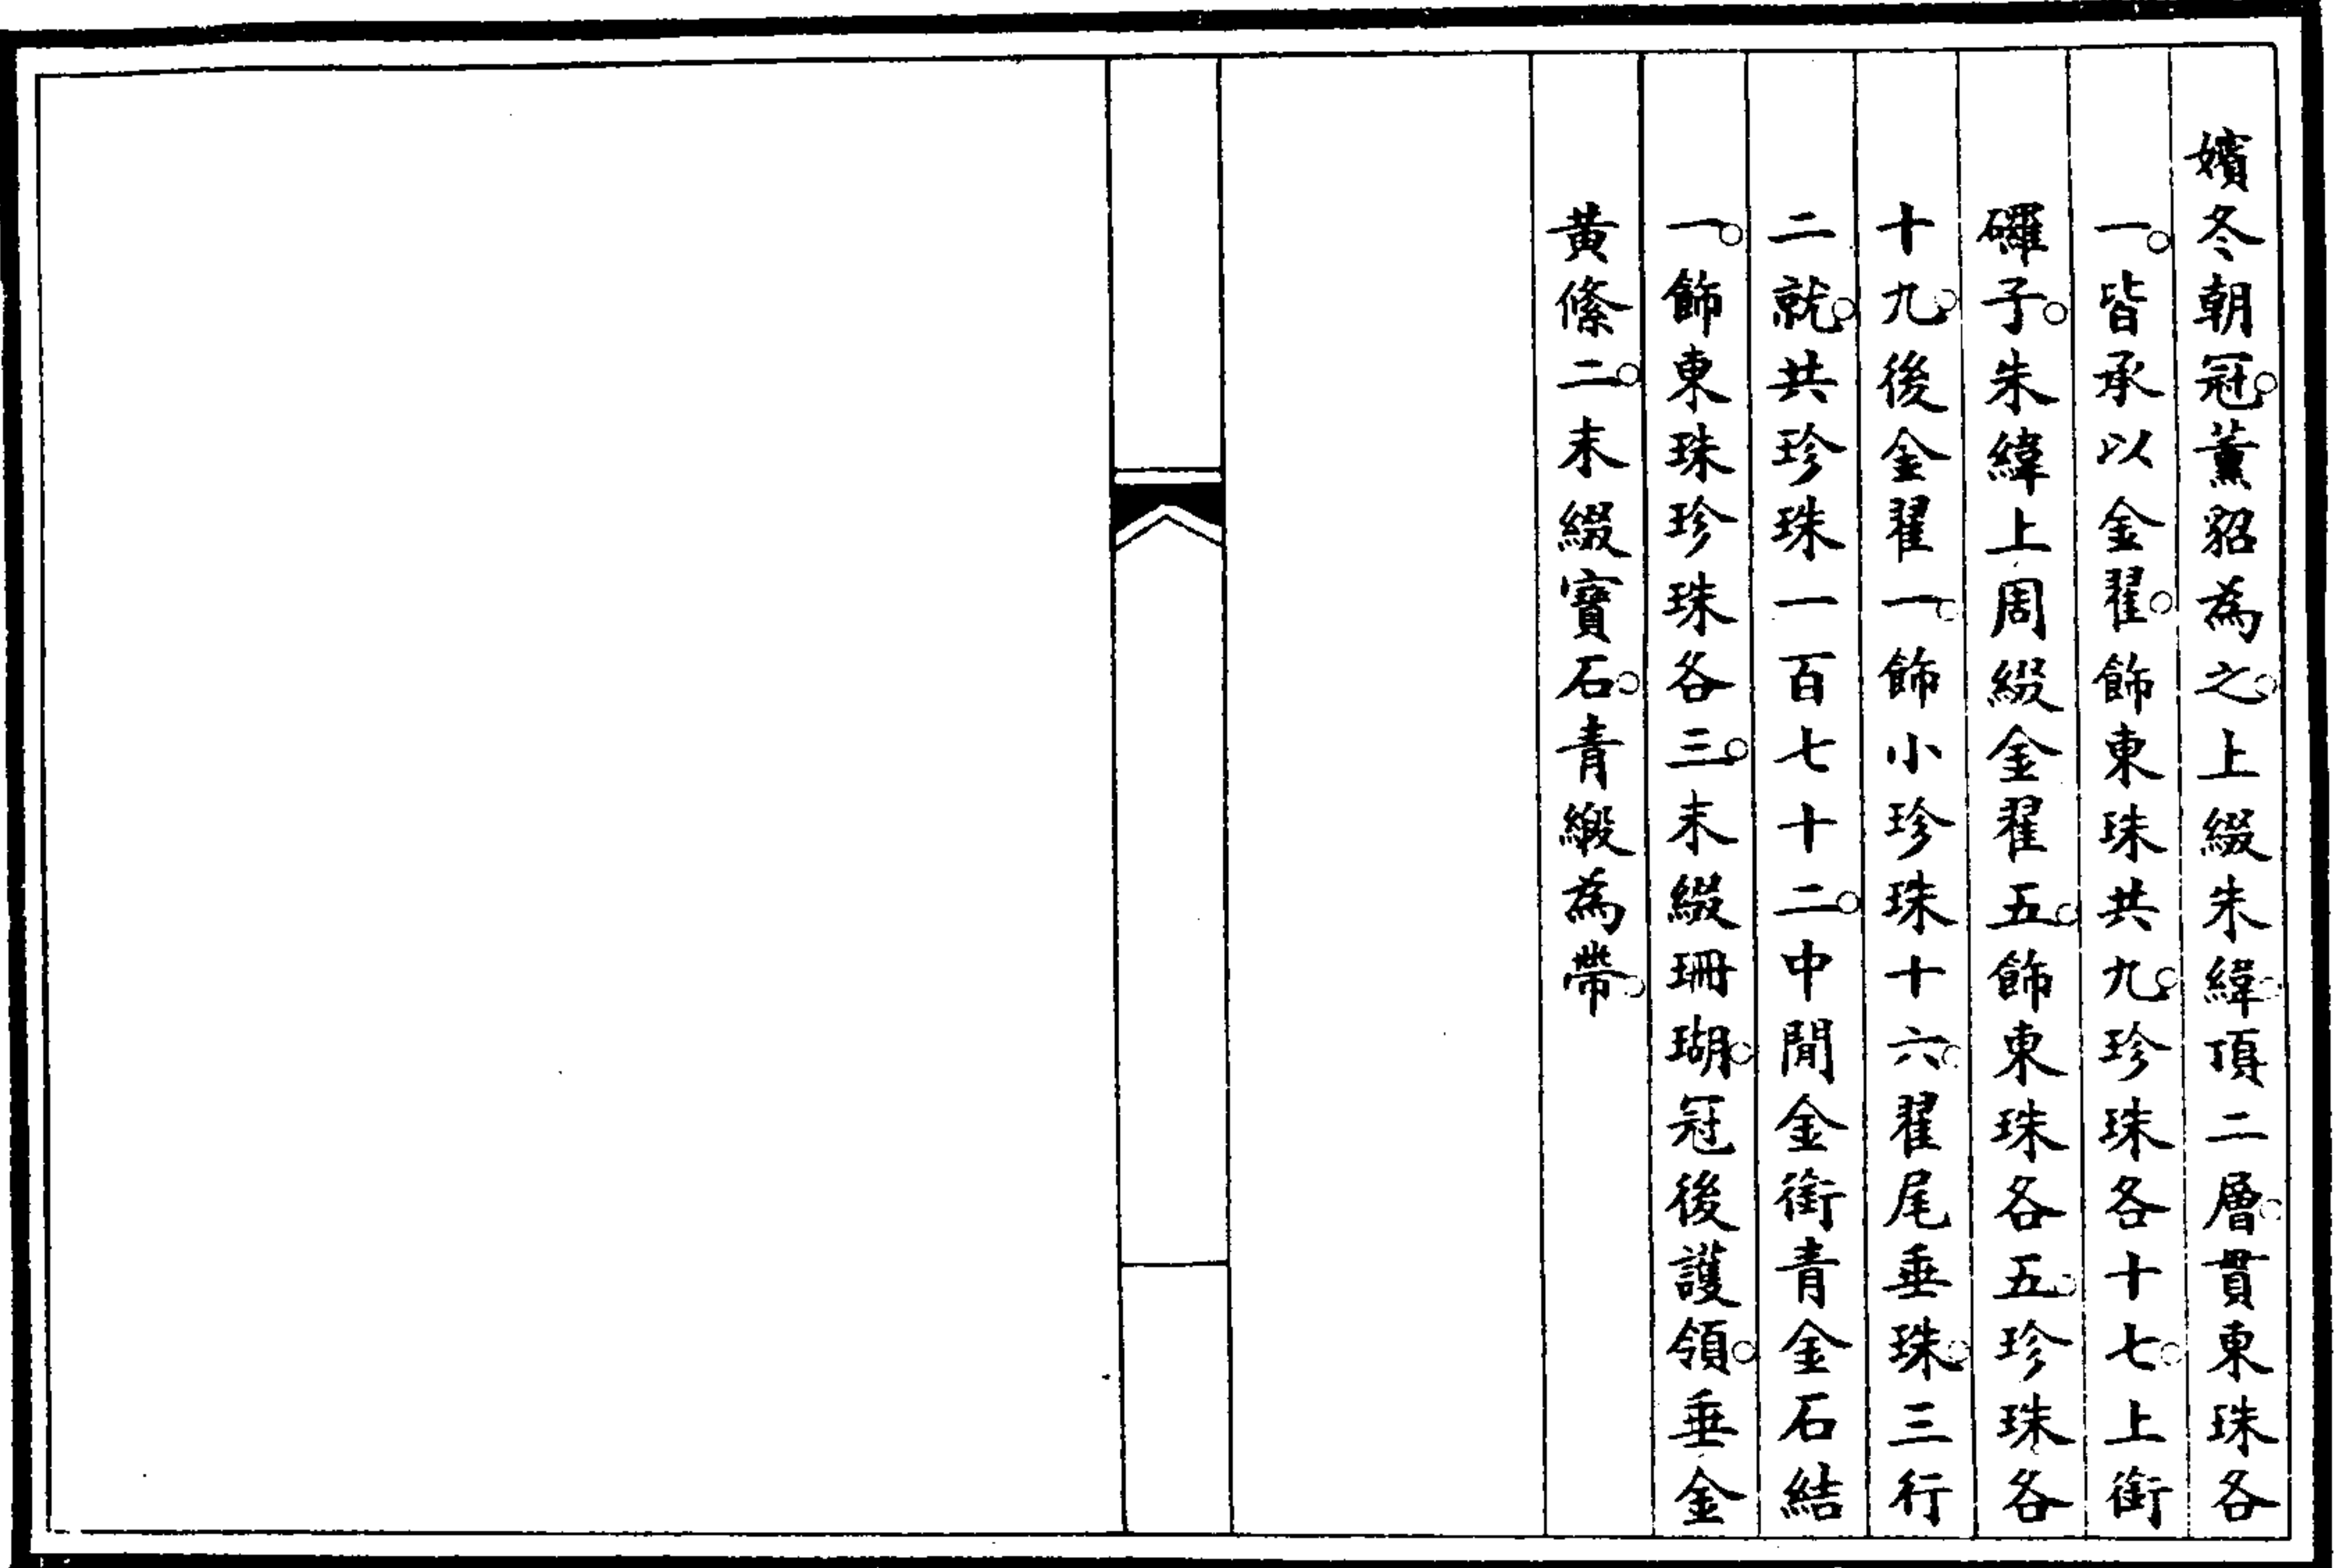 嬪冬朝冠。薰貂為之。上綴朱緯。頂二層。貫東珠各
一。皆承以金翟。飾東珠共九。珍珠各十七。上銜
礶子。朱緯上周綴金翟五。飾東珠各五。珍珠各
十九。後金翟一。飾小珍珠十六。翟尾垂珠。三行
二就。共珍珠一百七十二。中閒金銜青金石結
一。飾東珠珍珠各三。末綴珊瑚。冠後護領。垂金
黃絛二。末綴寶石。青緞為帶。